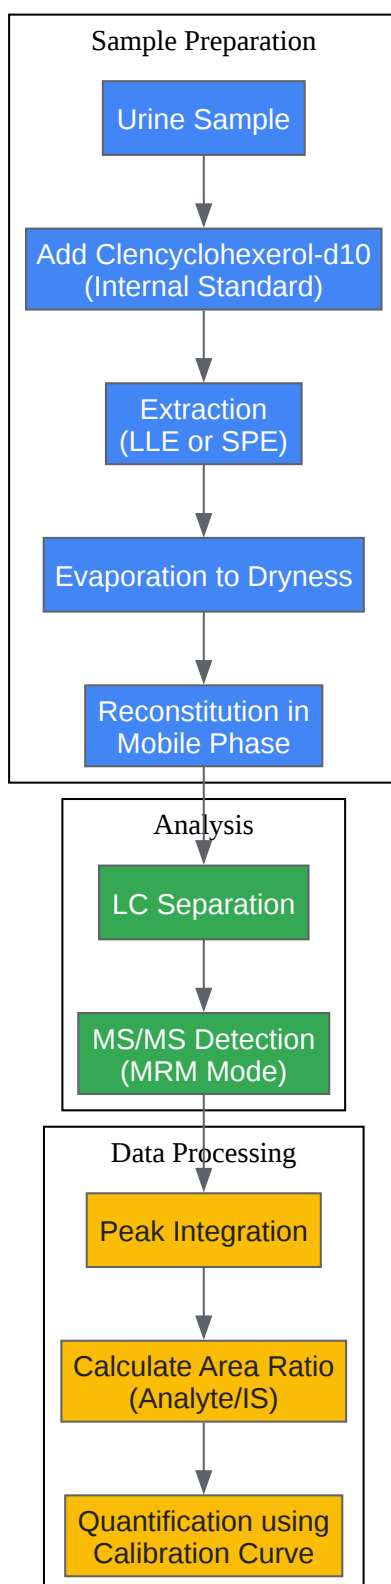 Sample Preparation
Urine Sample
Add Clencyclohexerol-d10
(Internal Standard)
Extraction
(LLE or SPE)
Evaporation to Dryness
Reconstitution in
Mobile Phase
Analysis
LC Separation
MS/MS Detection
(MRM Mode)
Data Processing
Peak Integration
Calculate Area Ratio
(Analyte/IS)
Quantification using
Calibration Curve